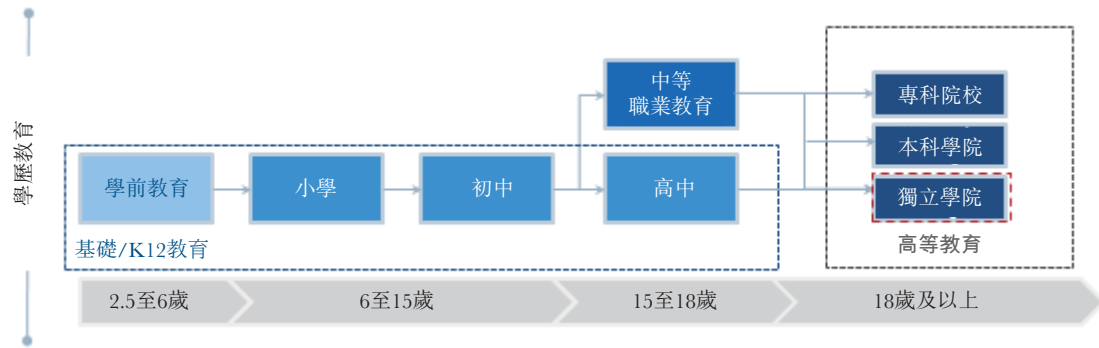 學歷教育
中等
職業教育
專科院校
本科學院
學前教育
小學
初中
高中
獨立學院
基礎/K12教育
高等教育
2.5至6歲
6至15歲
15至18歲
18歲及以上